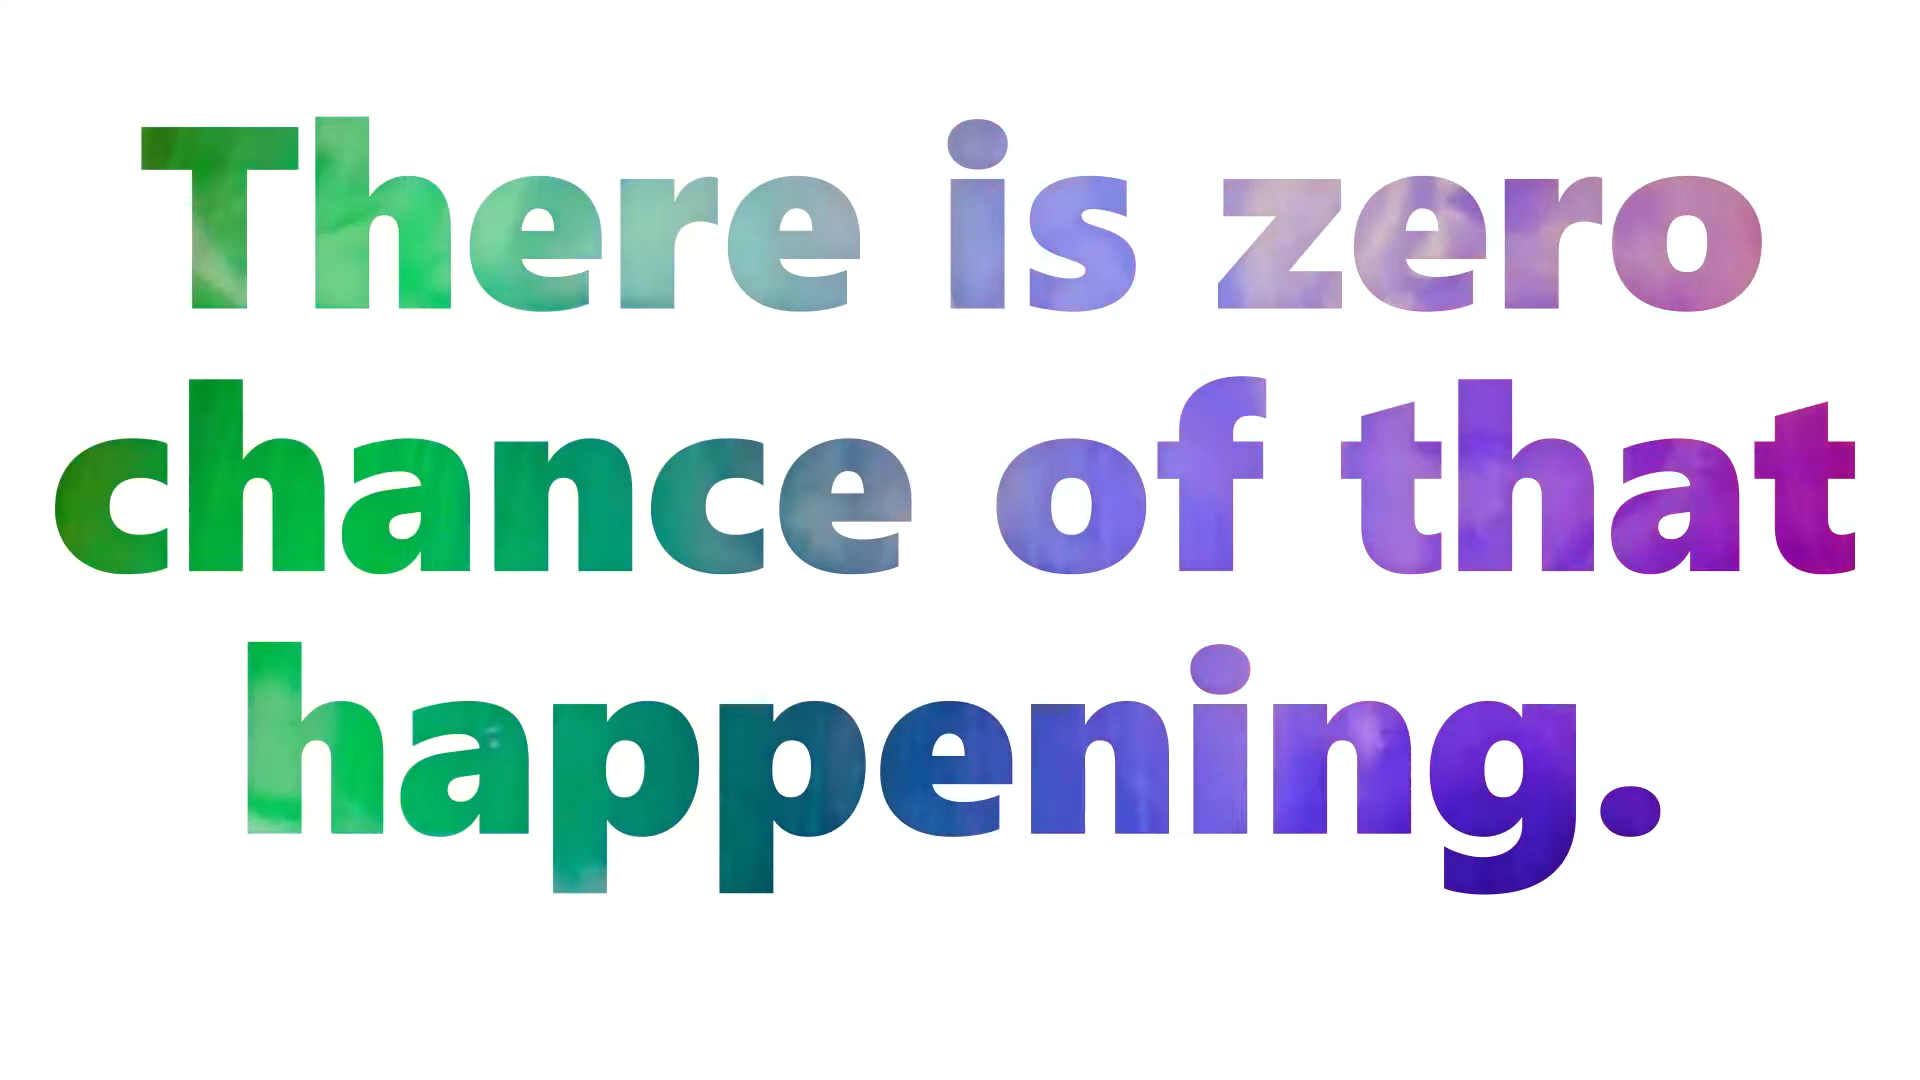 There is zero
chance of that
happening.